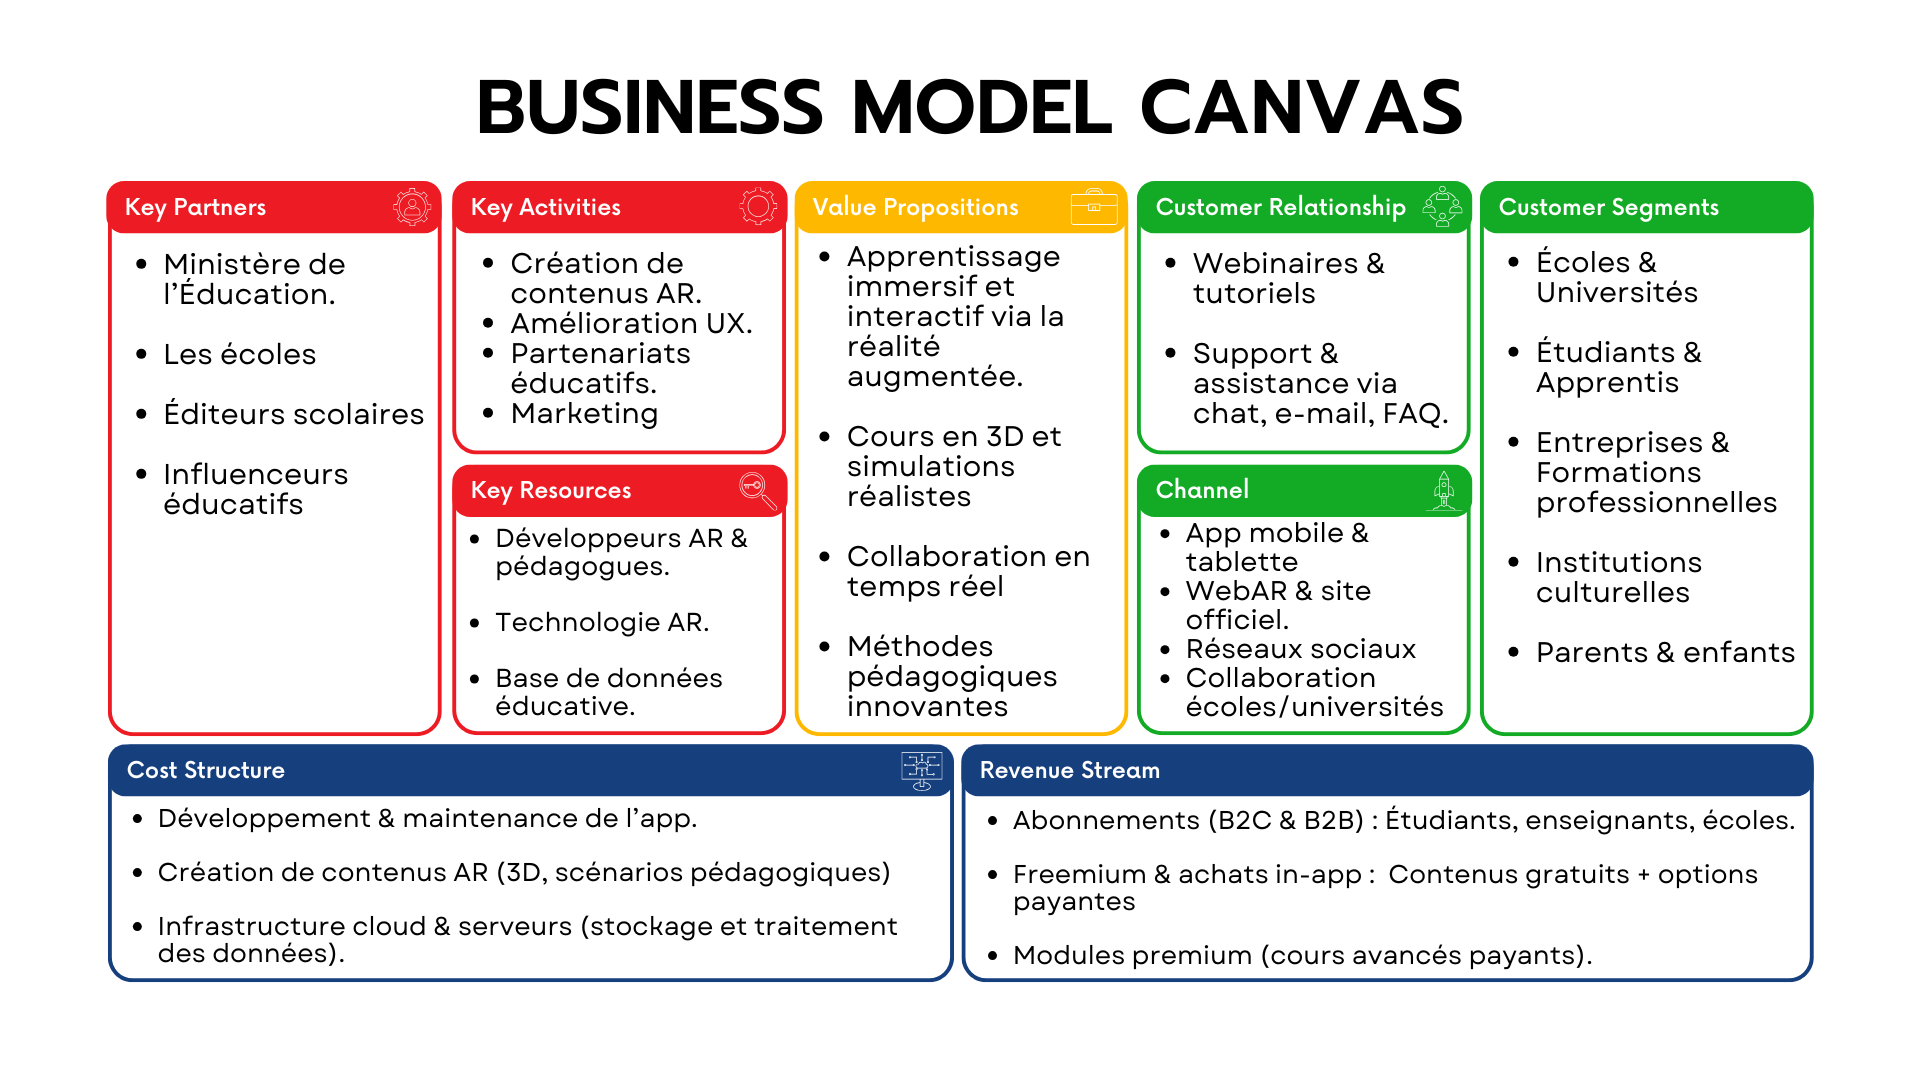 BUSINESS MODEL CANVAS
Key Partners
Ministère de
l’Éducation.
Les écoles
Éditeurs scolaires
Influenceurs
éducatifs
Key Activities
Création de
contenus AR.
Amélioration UX.
Partenariats
éducatifs.
Marketing
Key Resources
Développeurs AR &
pédagogues.
Technologie AR.
Base de données
éducative.
Value Propositions
Apprentissage
immersif et
interactif via la
réalité
augmentée.
Cours en 3D et
simulations
réalistes
Collaboration en
temps réel
Méthodes
pédagogiques
innovantes
Customer Relationship
Webinaires &
tutoriels
Support &
assistance via
chat, e-mail, FAQ.
Channel
App mobile &
tablette
WebAR & site
officiel.
Réseaux sociaux
Collaboration
écoles/universités
Customer Segments
Écoles &
Universités
Étudiants &
Apprentis
Entreprises &
Formations
professionnelles
Institutions
culturelles
Parents & enfants
Cost Structure
Développement & maintenance de l’app.
Création de contenus AR (3D, scénarios pédagogiques)
Infrastructure cloud & serveurs (stockage et traitement
des données).
Revenue Stream
Abonnements (B2C & B2B) : Étudiants, enseignants, écoles.
Freemium & achats in-app :  Contenus gratuits + options
payantes
Modules premium (cours avancés payants).